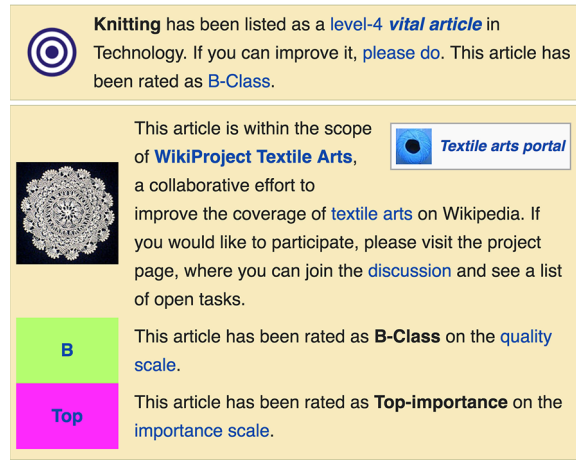 Knitting has been listed as a level-4 vital article in
Technology. If you can improve it, please do. This article has
been rated as B-Class.
This article is within the scope
of WikiProject Textile Arts,
a collaborative effort to
improve the coverage of textile arts on Wikipedia. If
you would like to participate, please visit the project
page, where you can join the discussion and see a list
of open tasks.
Textile arts portal
B
This article has been rated as B-Class on the quality
scale.
Top
This article has been rated as Top-importance on the
importance scale.